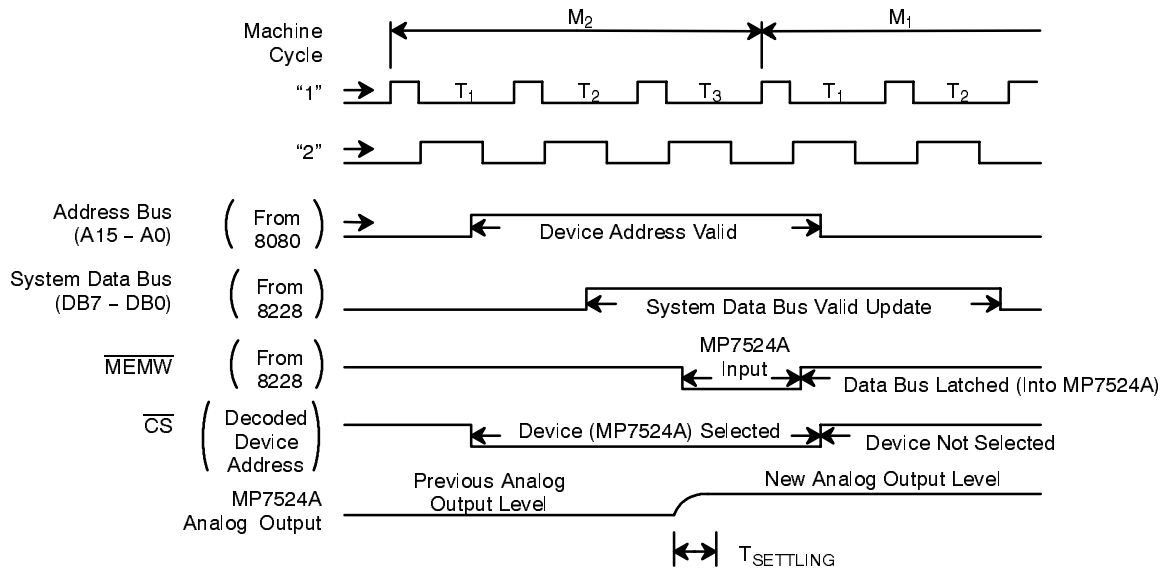 Machine
Cycle
M2
M1
“1”
T1
T2
T3
T1
T2
“2”
Address Bus
(A15 – A0)
From
8080
Device Address Valid
System Data Bus
(DB7 – DB0)
From
8228
System Data Bus Valid Update
MEMW
From
8228
MP7524A
Input
Data Bus Latched (Into MP7524A)
CS
Decoded
Device
Address
Device (MP7524A) Selected
Device Not Selected
MP7524A
Analog Output
Previous Analog
Output Level
New Analog Output Level
TSETTLING